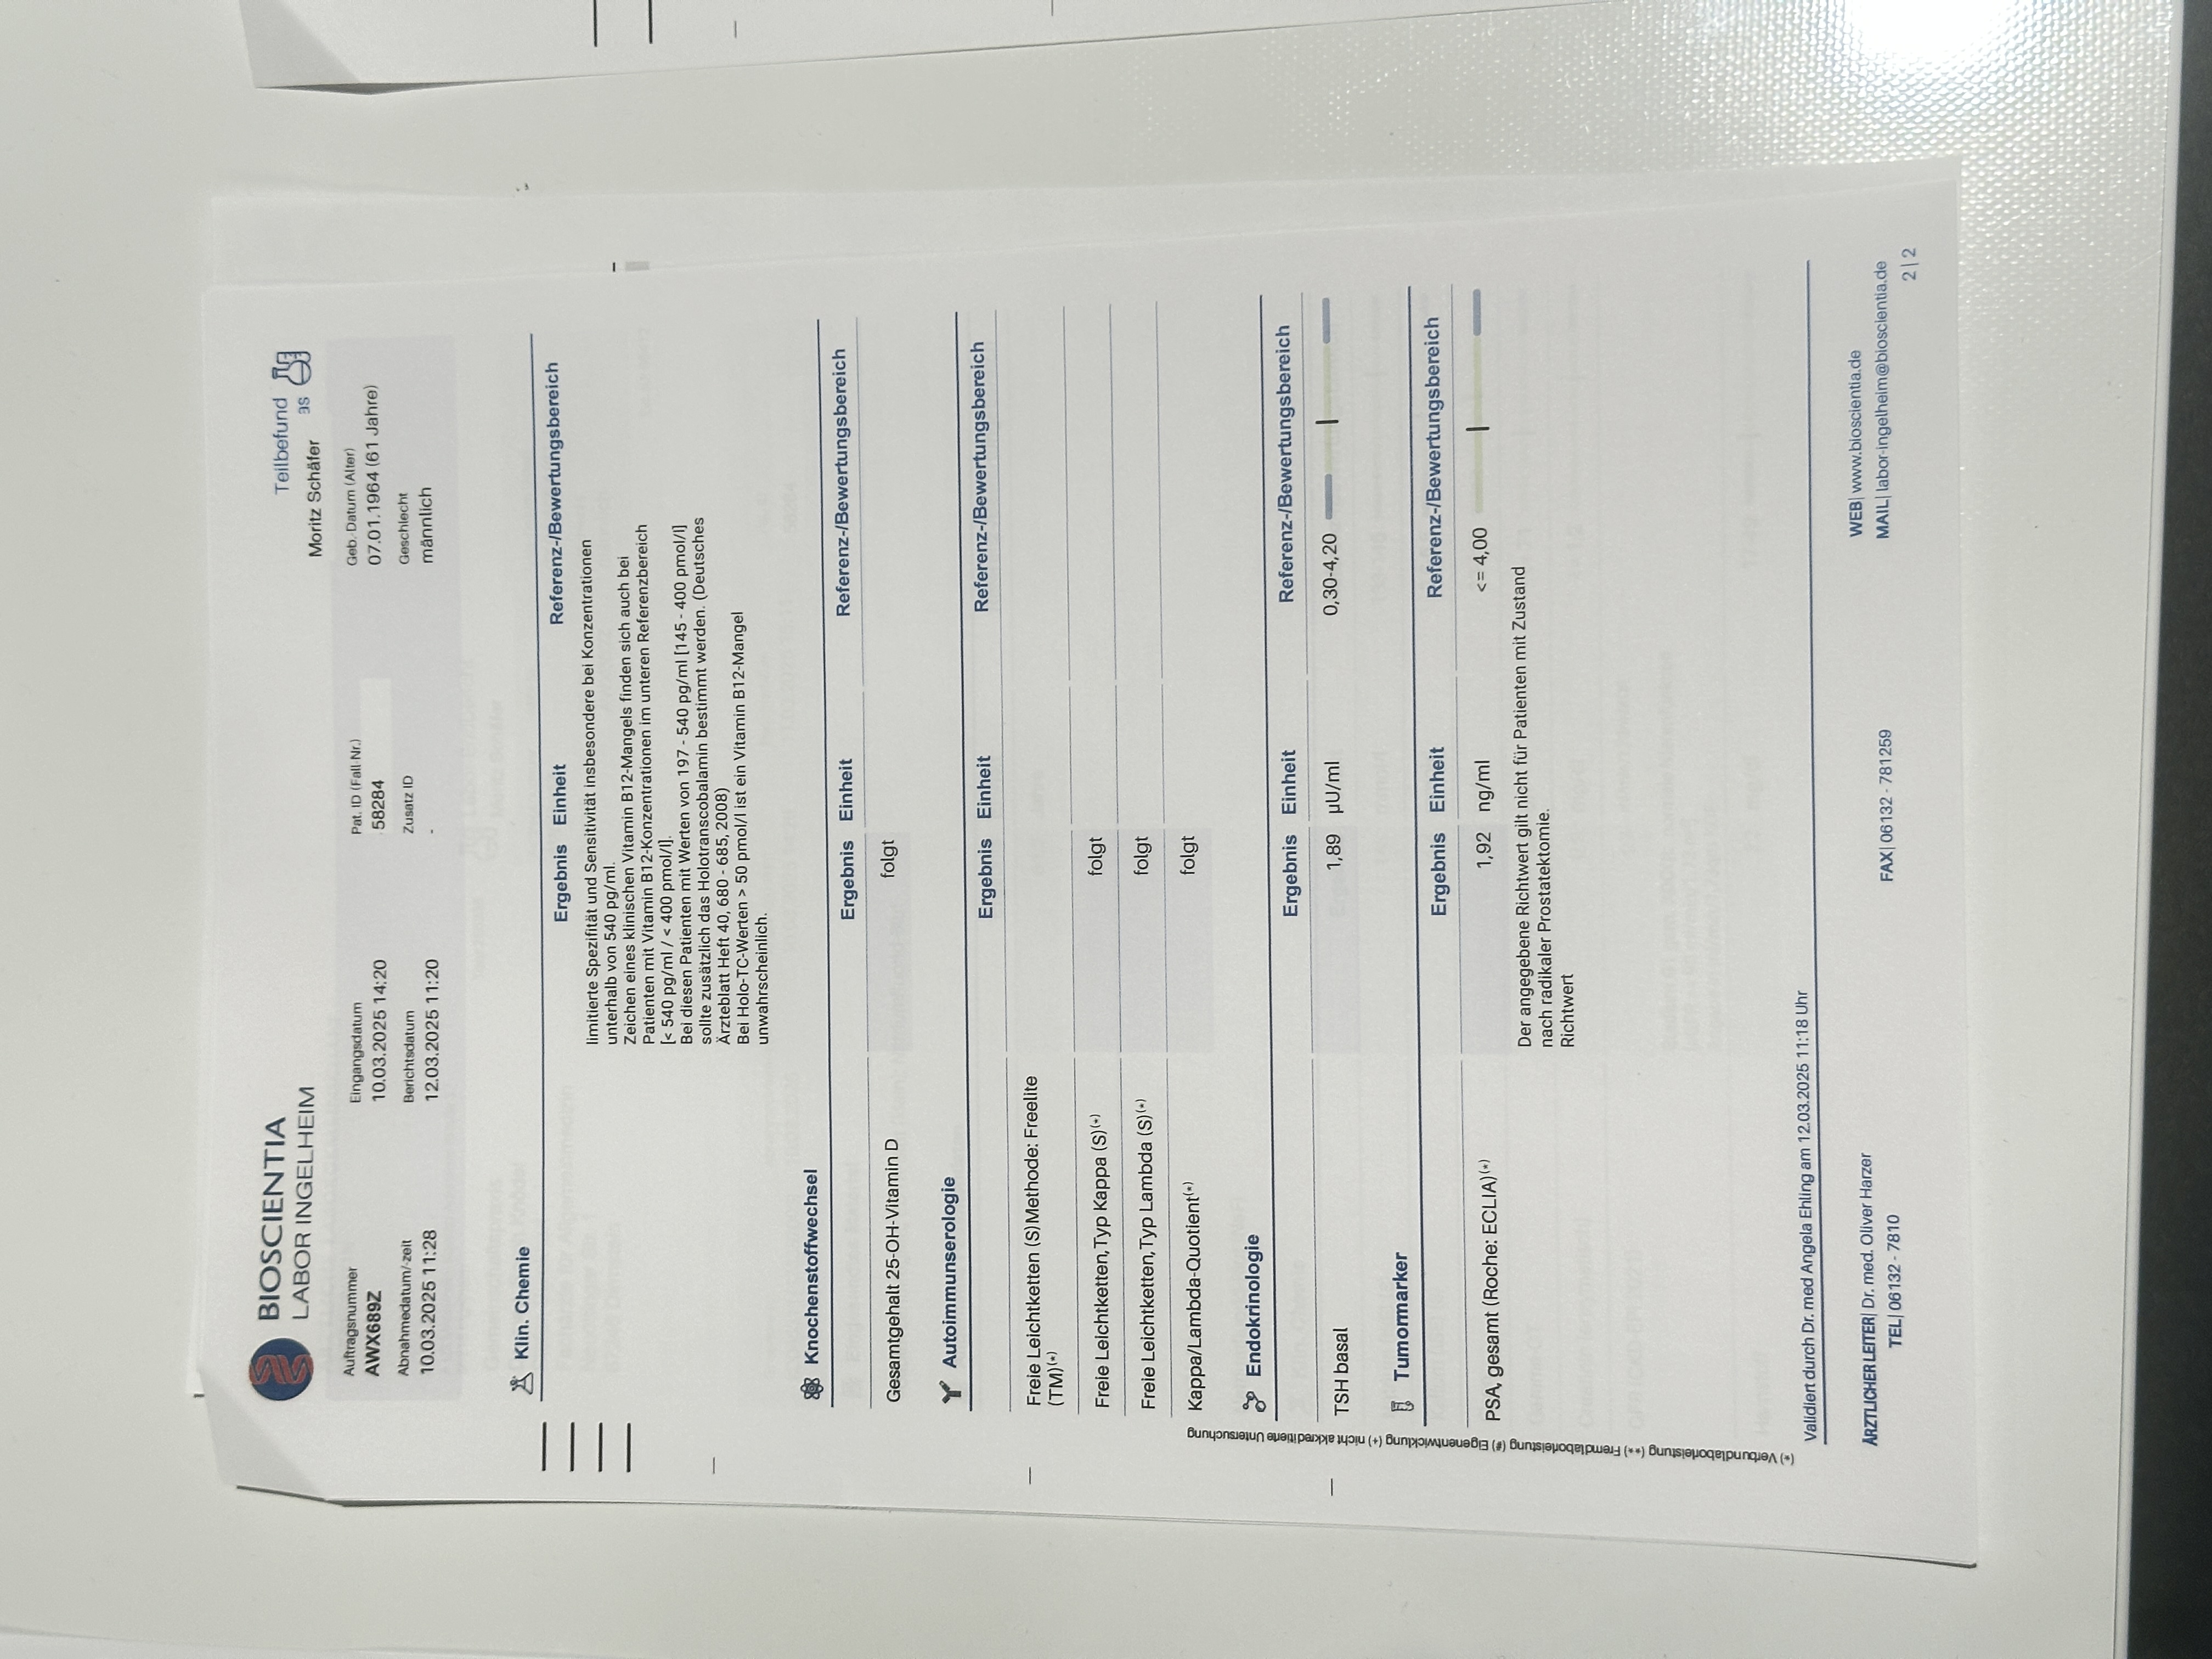 BIOSCIENTIA
LABOR INGELHEIM
Teilbefund
as
Moritz Schäfer
Auftragsnummer
AWX689Z
Eingangsdatum
10.03.2025 14:20
Pat. ID (Fall-Nr.)
58284
Geb. Datum (Alter)
07.01.1964 (61 Jahre)
Abnahmedatum/-zeit
10.03.2025 11:28
Berichtsdatum
12.03.2025 11:20
Zusatz ID
-
Geschlecht
männlich
Klin. Chemie
Ergebnis Einheit Referenz-/Bewertungsbereich
limitierte Spezifität und Sensitivität insbesondere bei Konzentrationen
unterhalb von 540 pg/ml.
Zeichen eines klinischen Vitamin B12-Mangels finden sich auch bei
Patienten mit Vitamin B12-Konzentrationen im unteren Referenzbereich
[< 540 pg/ml / < 400 pmol/l].
Bei diesen Patienten mit Werten von 197 - 540 pg/ml [145 - 400 pmol/l]
sollte zusätzlich das Holotranscobalamin bestimmt werden. (Deutsches
Ärzteblatt Heft 40, 680 - 685, 2008)
Bei Holo-TC-Werten > 50 pmol/l ist ein Vitamin B12-Mangel
unwahrscheinlich.
Knochenstoffwechsel
Ergebnis Einheit Referenz-/Bewertungsbereich
Gesamtgehalt 25-OH-Vitamin D folgt
Autoimmunserologie
Ergebnis Einheit Referenz-/Bewertungsbereich
Freie Leichtketten (S)Methode: Freelite
(TM)(*)
Freie Leichtketten,Typ Kappa (S)(*) folgt
Freie Leichtketten,Typ Lambda (S)(*) folgt
Kappa/Lambda-Quotient(*) folgt
Endokrinologie
Ergebnis Einheit Referenz-/Bewertungsbereich
TSH basal 1,89 µU/ml 0,30-4,20
Tumormarker
Ergebnis Einheit Referenz-/Bewertungsbereich
PSA, gesamt (Roche: ECLIA)(*) 1,92 ng/ml <= 4,00
Der angegebene Richtwert gilt nicht für Patienten mit Zustand
nach radikaler Prostatektomie.
Richtwert
(*) Verbundlaborleistung (**) Fremdlaborleistung (#) Eigenentwicklung (+) nicht akkreditierte Untersuchung
Validiert durch Dr. med Angela Ehling am 12.03.2025 11:18 Uhr
ÄRZTLICHER LEITER| Dr. med. Oliver Harzer
TEL| 06132 - 7810
FAX| 06132 - 781259
WEB| www.bioscientia.de
MAIL| labor-ingelheim@bioscientia.de
2|2